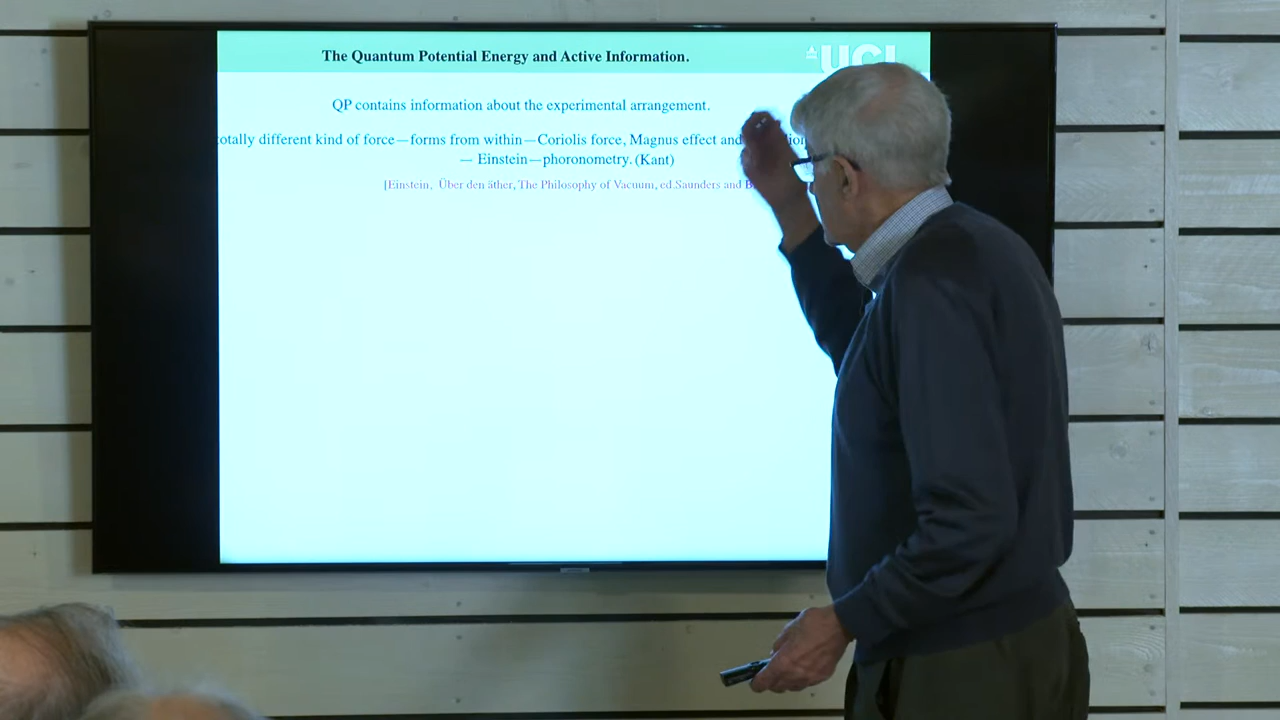 The Quantum Potential Energy and Active Information.
UCL
QP contains information about the experimental arrangement.
different kind of force—forms from within—Coriolis force, Magnus effect and
— Einstein—phoronometry. (Kant)
[Einstein, Über den äther, The Philosophy of Vacuum, ed.Saunders and